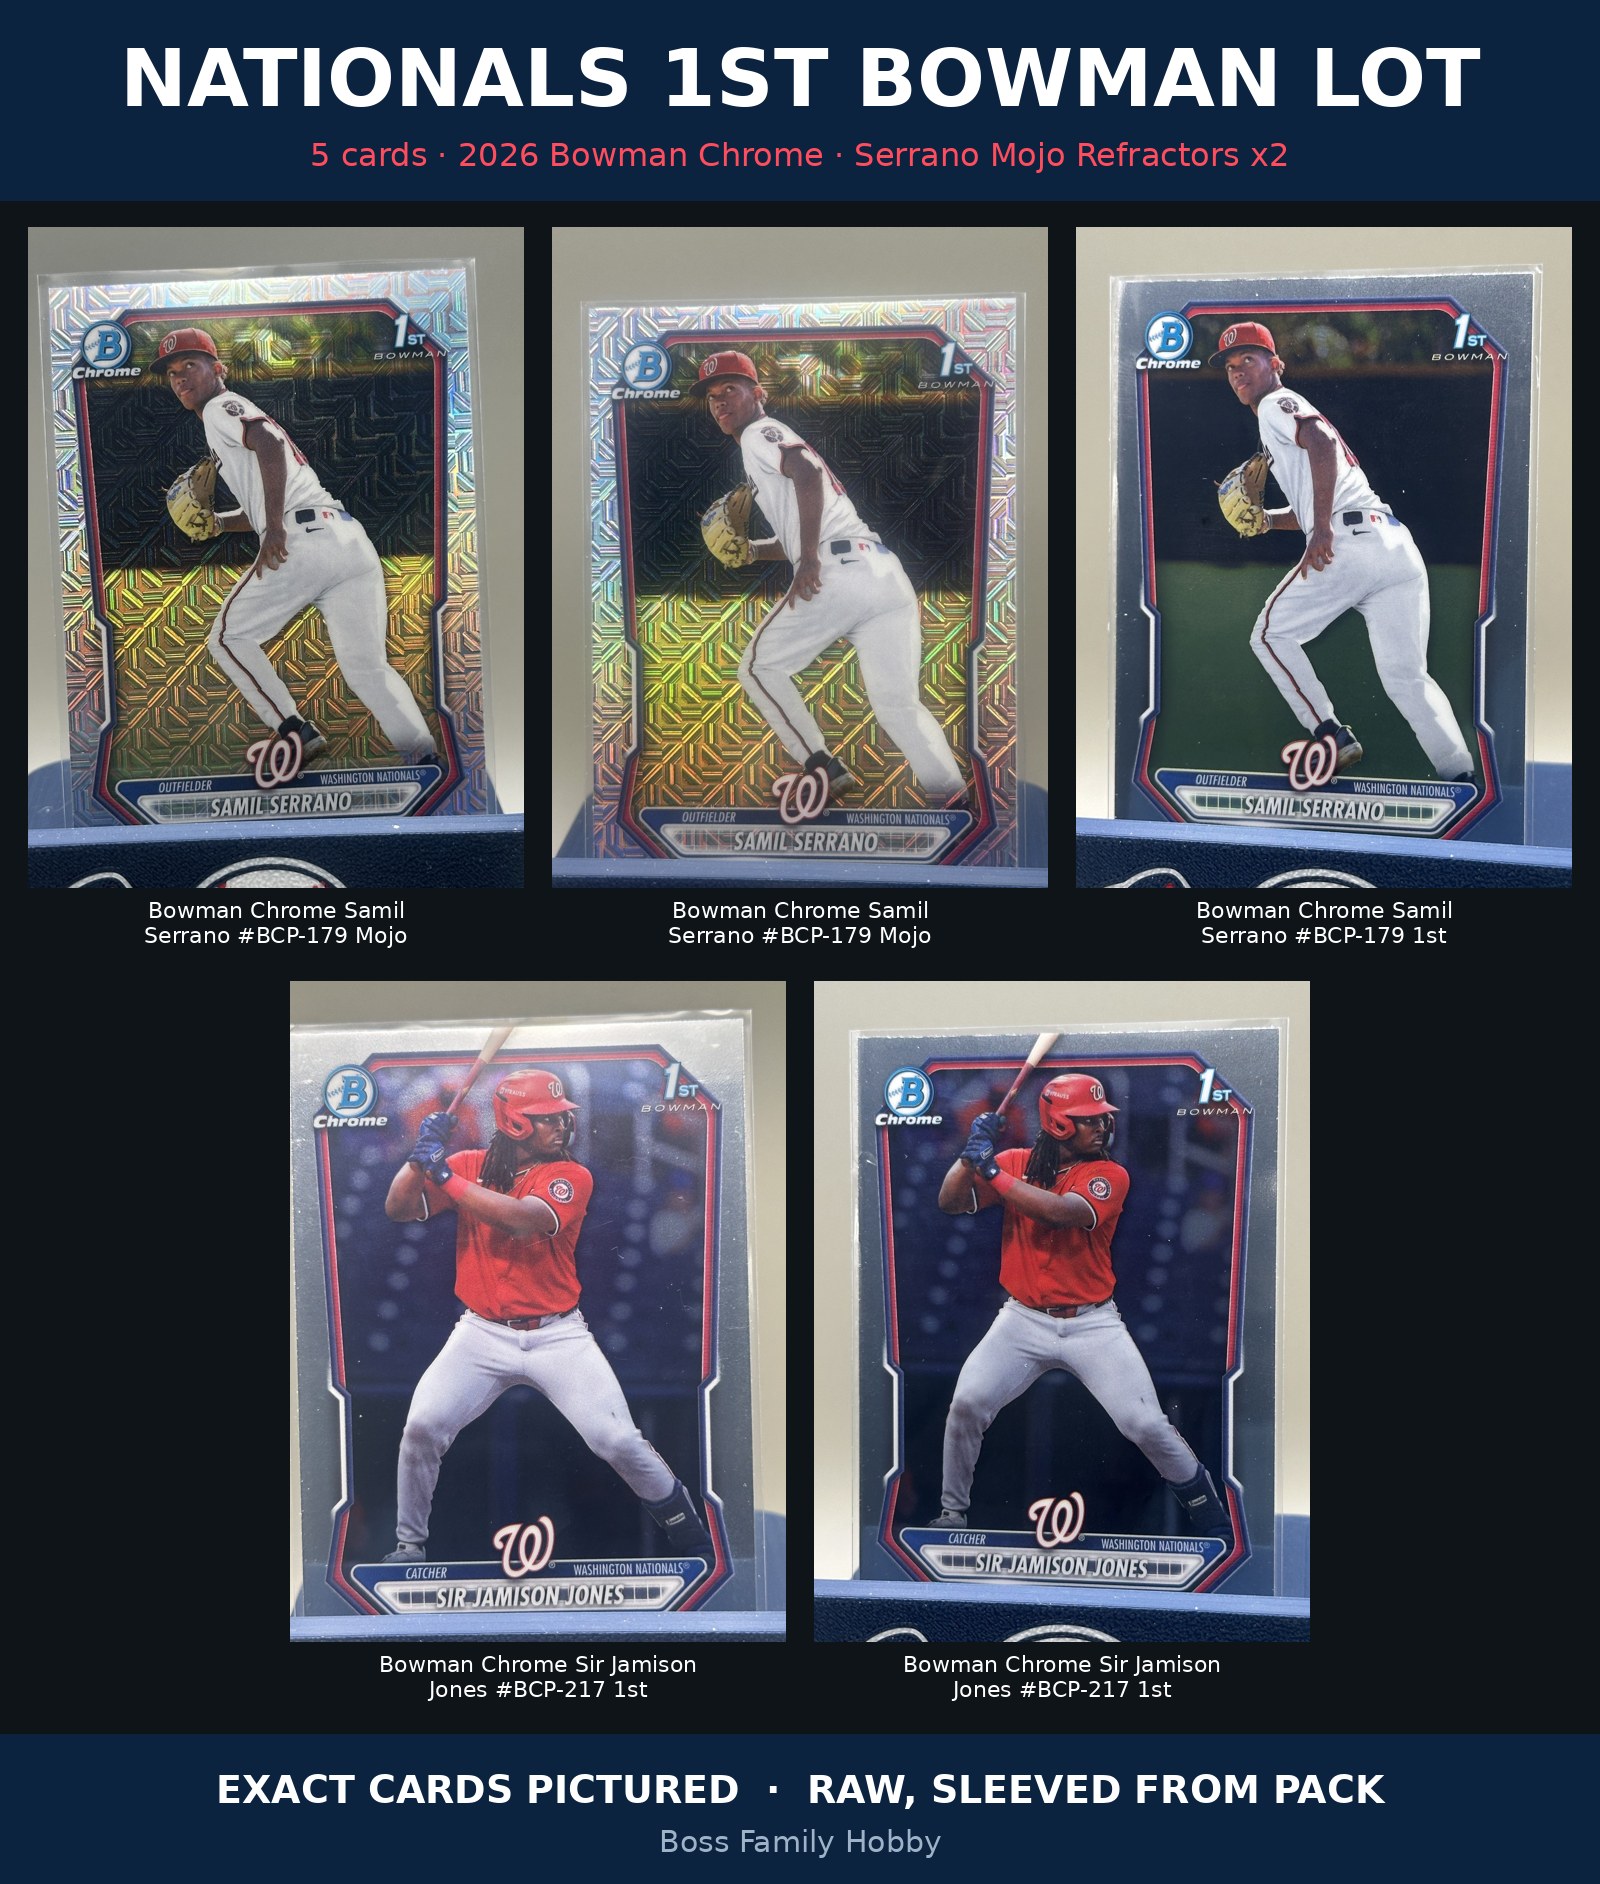 NATIONALS 1ST BOWMAN LOT
5 cards · 2026 Bowman Chrome · Serrano Mojo Refractors x2
B
Chrome
1ST
BOWMAN
W
OUTFIELDER
WASHINGTON NATIONALS®
SAMIL SERRANO
Bowman Chrome Samil
Serrano #BCP-179 Mojo
B
Chrome
1ST
BOWMAN
W
OUTFIELDER
WASHINGTON NATIONALS®
SAMIL SERRANO
Bowman Chrome Samil
Serrano #BCP-179 Mojo
B
Chrome
1ST
BOWMAN
W
OUTFIELDER
WASHINGTON NATIONALS®
SAMIL SERRANO
Bowman Chrome Samil
Serrano #BCP-179 1st
B
Chrome
1ST
BOWMAN
W
CATCHER
WASHINGTON NATIONALS®
SIR JAMISON JONES
Bowman Chrome Sir Jamison
Jones #BCP-217 1st
B
Chrome
1ST
BOWMAN
W
CATCHER
WASHINGTON NATIONALS®
SIR JAMISON JONES
Bowman Chrome Sir Jamison
Jones #BCP-217 1st
EXACT CARDS PICTURED · RAW, SLEEVED FROM PACK
Boss Family Hobby